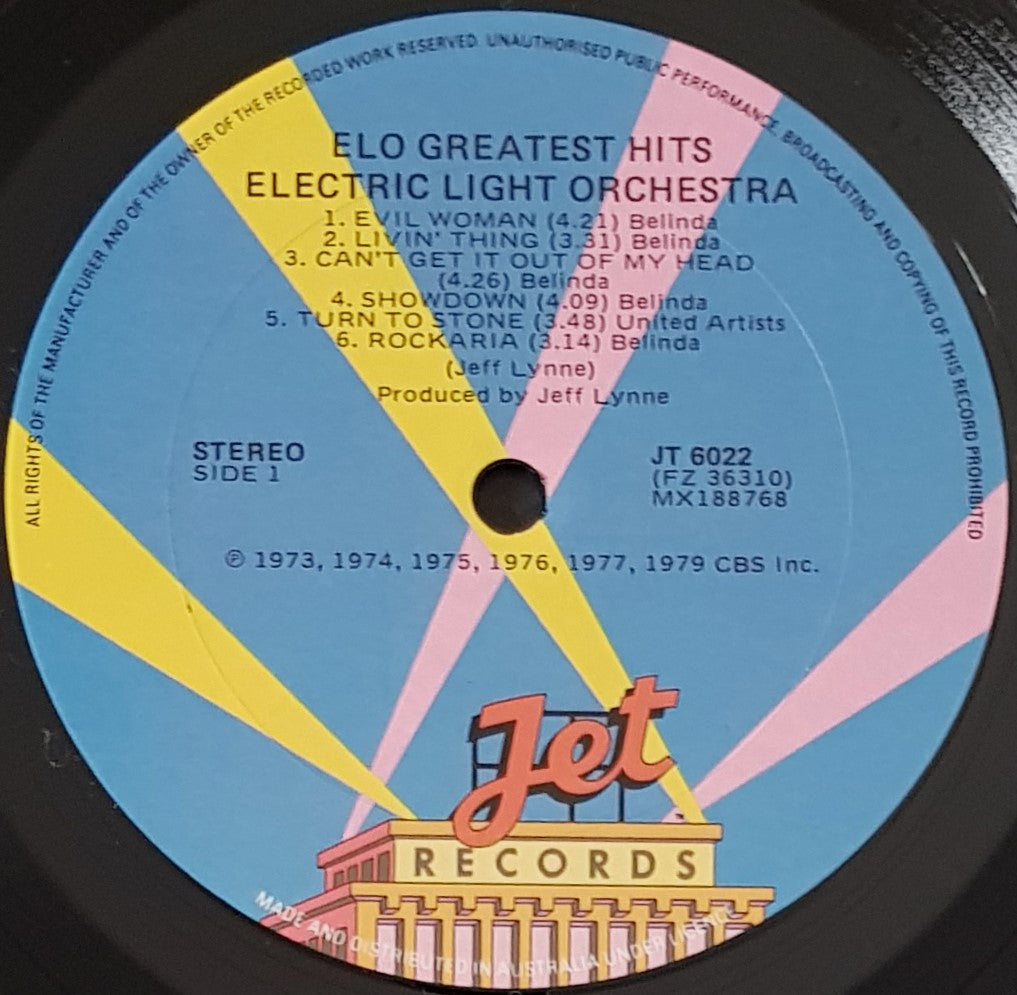 ALL RIGHTS OF THE MANUFACTURER AND OF THE OWNER OF THE RECORDED WORK RESERVED. UNAUTHORISED PUBLIC PERFORMANCE, BROADCASTING AND COPYING OF THIS RECORD PROHIBITED
ELO GREATEST HITS
ELECTRIC LIGHT ORCHESTRA
1. EVIL WOMAN (4.21) Belinda
2. LIVIN' THING (3.31) Belinda
3. CAN'T GET IT OUT OF MY HEAD
(4.26) Belinda
4. SHOWDOWN (4.09) Belinda
5. TURN TO STONE (3.48) United Artists
6. ROCKARIA (3.14) Belinda
(Jeff Lynne)
Produced by Jeff Lynne
STEREO
SIDE 1
JT 6022
(FZ 36310)
MX188768
℗ 1973, 1974, 1975, 1976, 1977, 1979 CBS Inc.
Jet
RECORDS
MADE AND DISTRIBUTED IN AUSTRALIA UNDER LICENCE